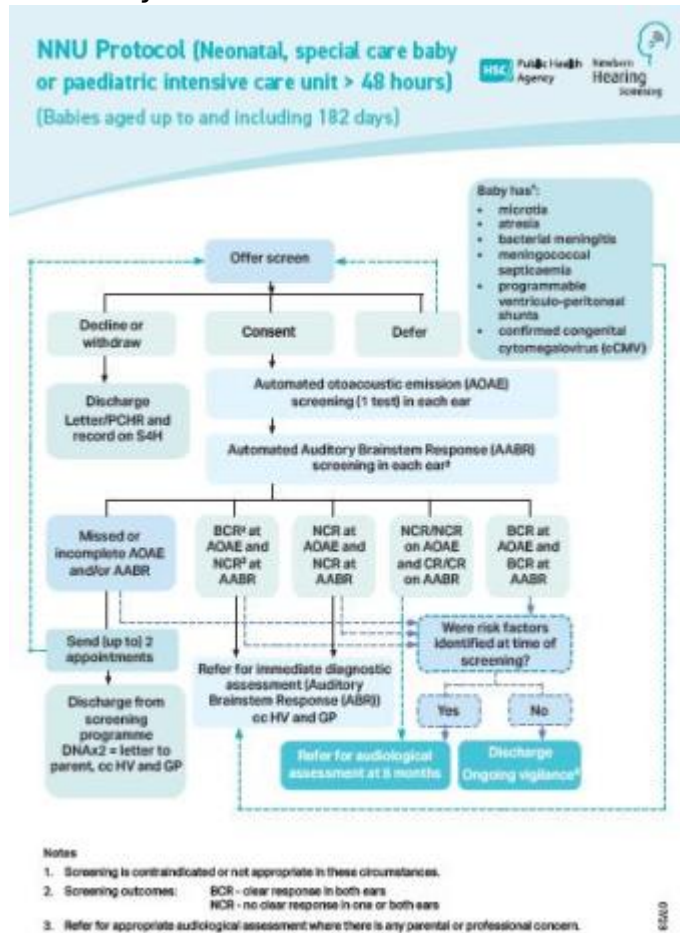 NNU Protocol (Neonatal, special care baby
or paediatric intensive care unit > 48 hours)
(Babies aged up to and including 182 days)
HSC Public Health
Agency
Newborn
Hearing
Screening
Baby has¹:
• microtia
• atresia
• bacterial meningitis
• meningococcal
septicaemia
• programmable
ventriculo-peritoneal
shunts
• confirmed congenital
cytomegalovirus (cCMV)
Offer screen
Decline or
withdraw
Consent
Defer
Discharge
Letter/PCHR and
record on S4H
Automated otoacoustic emission (AOAE)
screening (1 test) in each ear
Automated Auditory Brainstem Response (AABR)
screening in each ear
Missed or
incomplete AOAE
and/or AABR
BCR² at
AOAE and
NCR² at
AABR
NCR at
AOAE and
NCR at
AABR
NCR/NCR
on AOAE
and CR/CR
on AABR
BCR at
AOAE and
BCR at
AABR
Send (up to) 2
appointments
Were risk factors
identified at time of
screening?
Refer for immediate diagnostic
assessment (Auditory
Brainstem Response (ABR))
cc HV and GP
Discharge from
screening
programme
DNAx2 = letter to
parent, cc HV and GP
Yes
No
Refer for audiological
assessment at 8 months
Discharge
Ongoing vigilance
Notes
1. Screening is contraindicated or not appropriate in these circumstances.
2. Screening outcomes: BCR - clear response in both ears
NCR - no clear response in one or both ears
3. Refer for appropriate audiological assessment where there is any parental or professional concern.